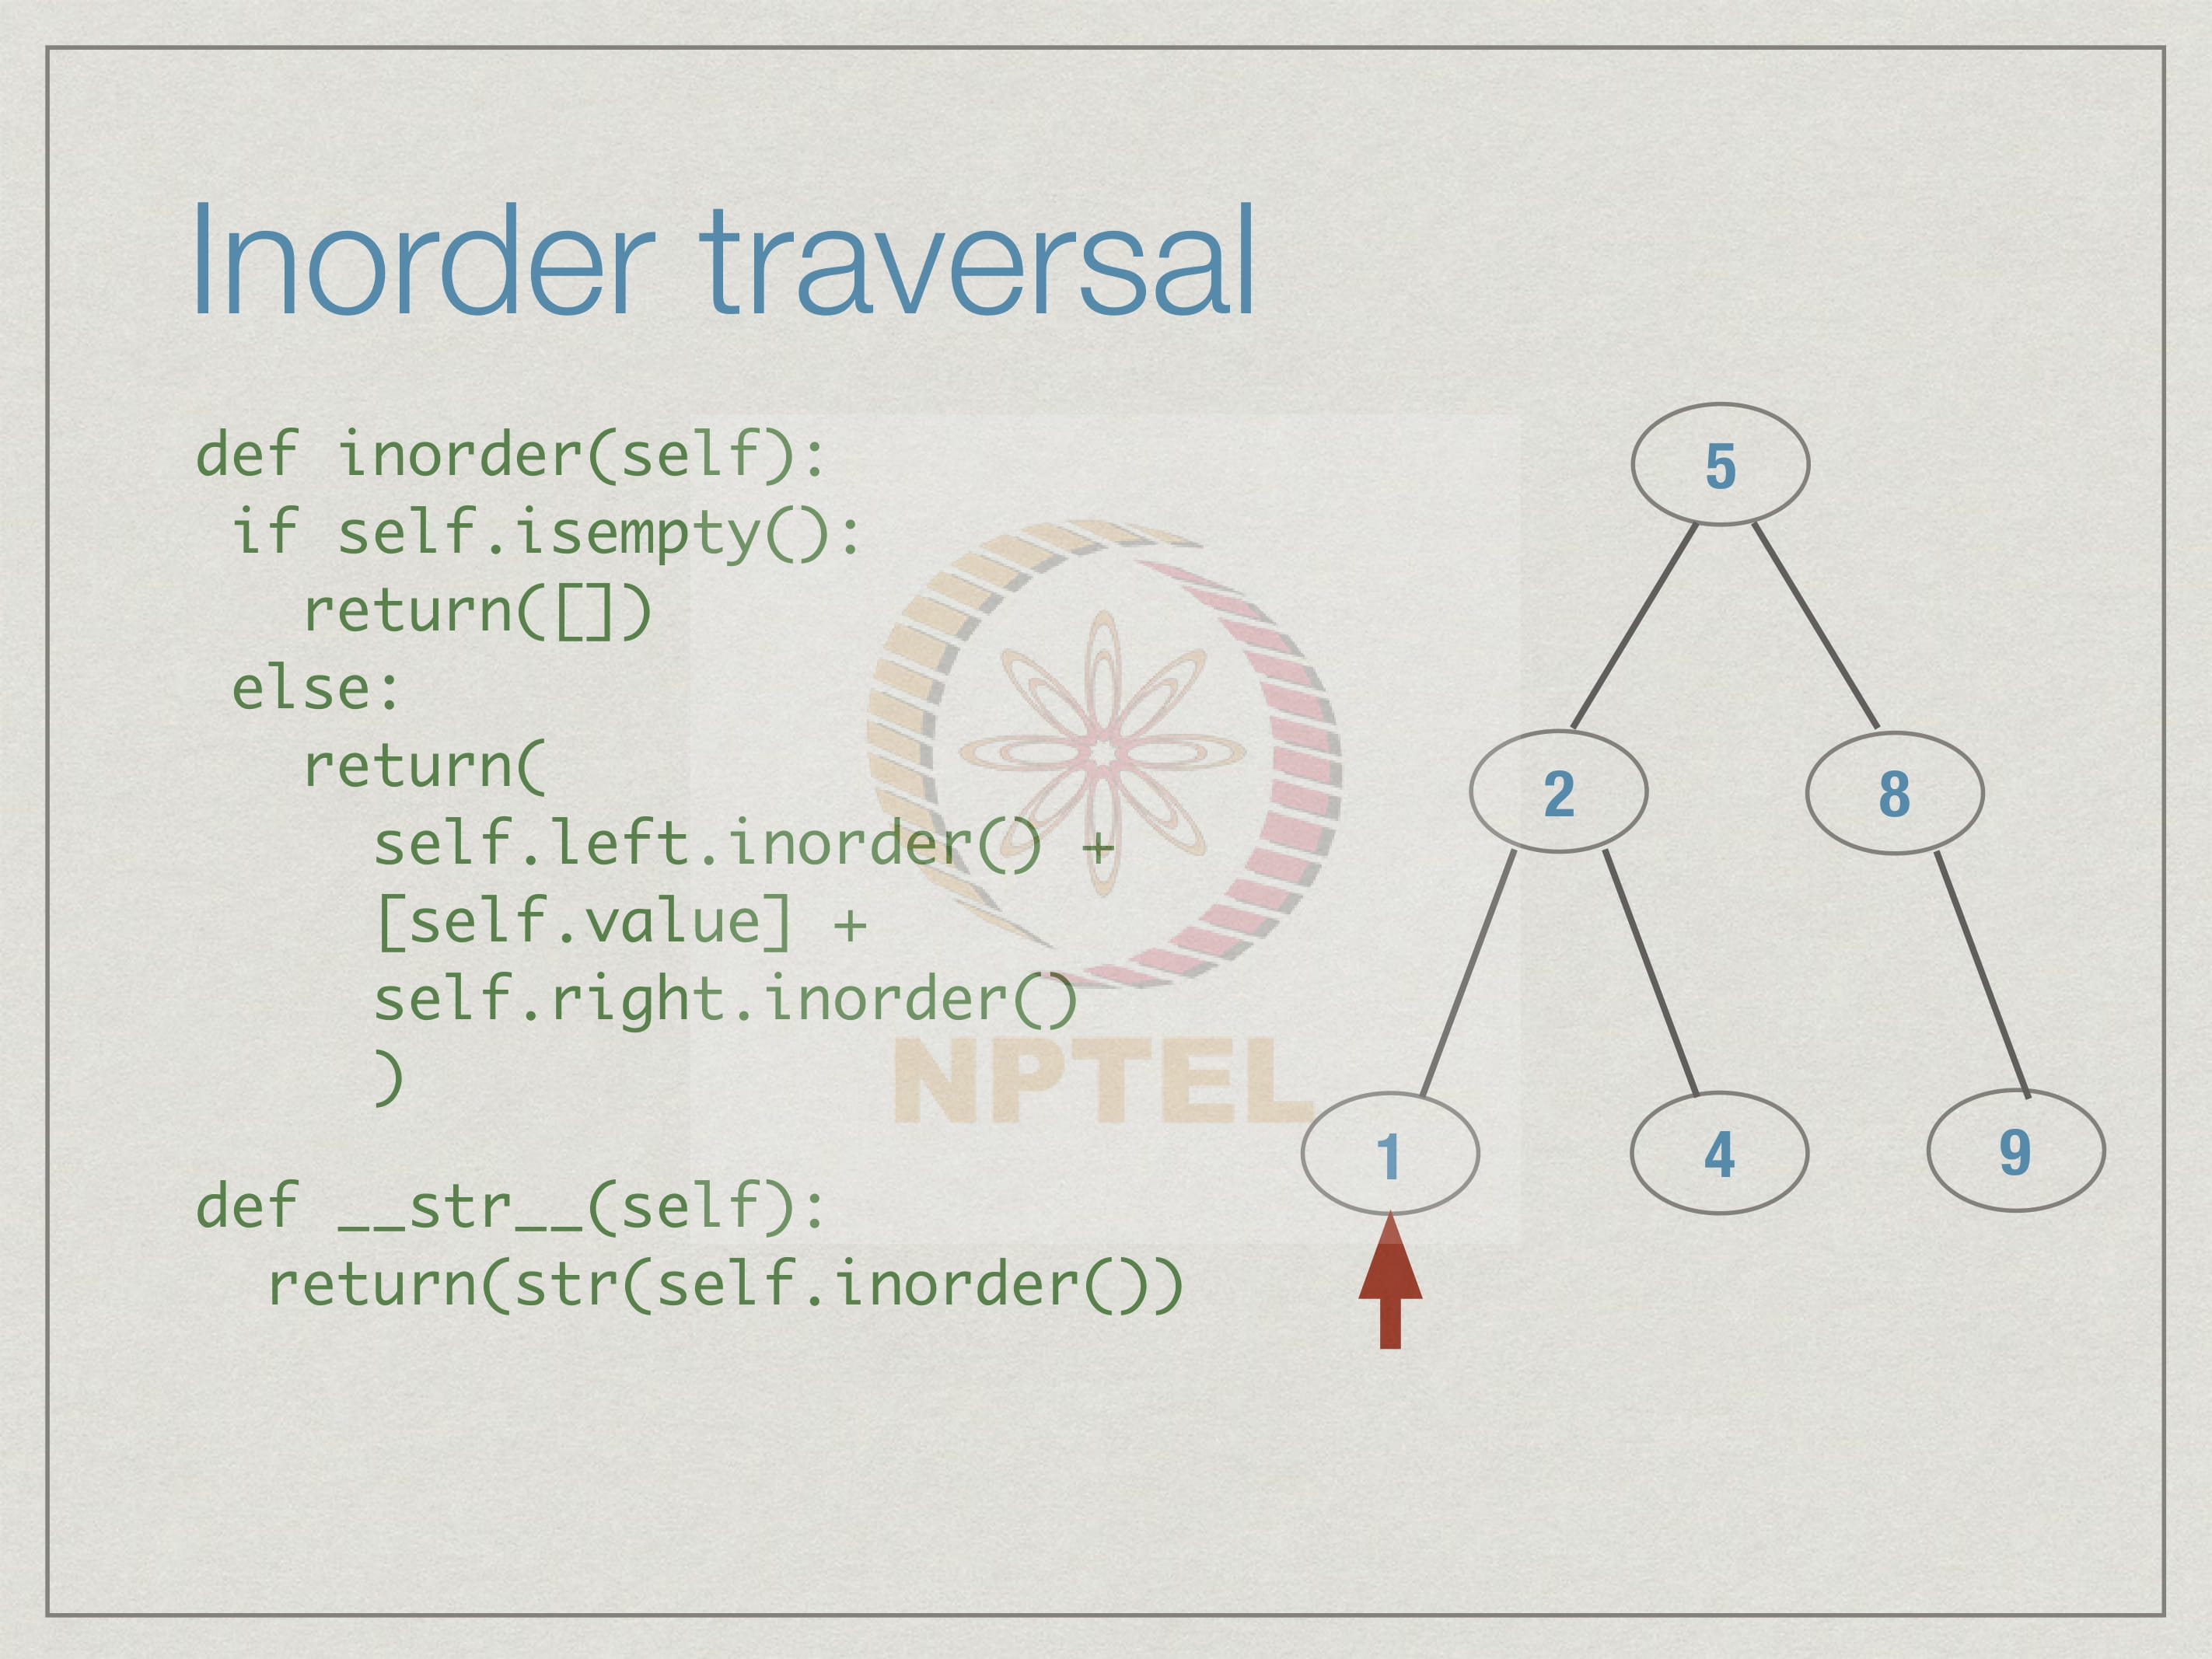 Inorder traversal
def inorder(self):
 if self.isempty():
   return([])
 else:
   return(
     self.left.inorder() +
     [self.value] +
     self.right.inorder()
     )
def __str__(self):
  return(str(self.inorder())
5
2 8
1 4 9
NPTEL